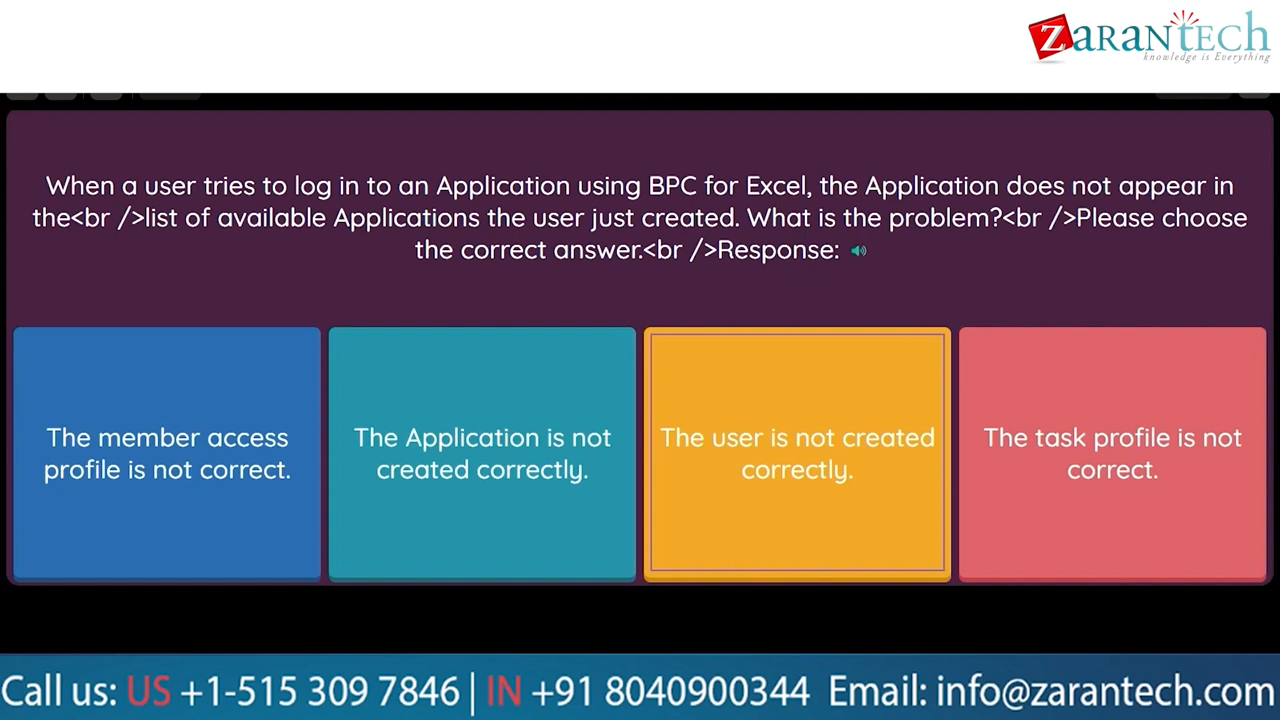 ZARANTECH
knowledge is Everything
When a user tries to log in to an Application using BPC for Excel, the Application does not appear in
the<br />list of available Applications the user just created. What is the problem?<br />Please choose
the correct answer.<br />Response:
The member access
profile is not correct.
The Application is not
created correctly.
The user is not created
correctly.
The task profile is not
correct.
Call us: US +1-515 309 7846 | IN +91 8040900344 Email: info@zarantech.com